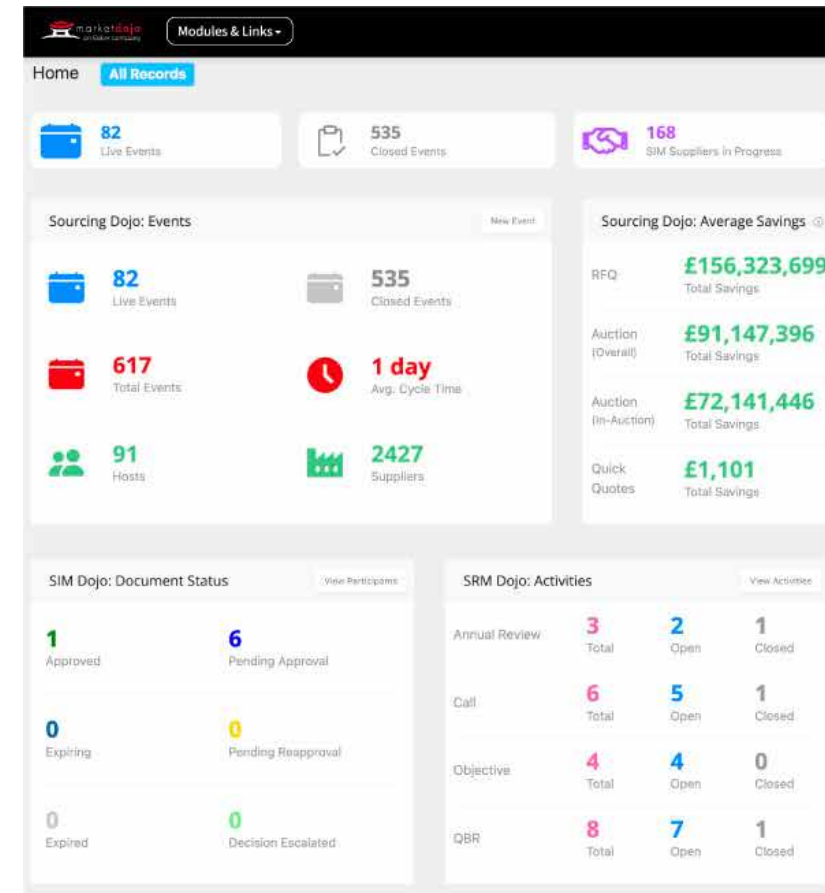 marketdojo
Modules & Links
Home
All Records
82
Live Events
535
Closed Events
168
SIM Suppliers in Progress
Sourcing Dojo: Events
New Event
82
Live Events
535
Closed Events
617
Total Events
1 day
Avg. Cycle Time
91
Hosts
2427
Suppliers
Sourcing Dojo: Average Savings
RFQ
£156,323,699
Total Savings
Auction
(Overall)
£91,147,396
Total Savings
Auction
(In-Auction)
£72,141,446
Total Savings
Quick
Quotes
£1,101
Total Savings
SIM Dojo: Document Status
View Participants
1
Approved
6
Pending Approval
0
Expiring
0
Pending Reapproval
0
Expired
0
Decision Escalated
SRM Dojo: Activities
View Activities
Annual Review
3
Total
2
Open
1
Closed
Call
6
Total
5
Open
1
Closed
Objective
4
Total
4
Open
0
Closed
QBR
8
Total
7
Open
1
Closed